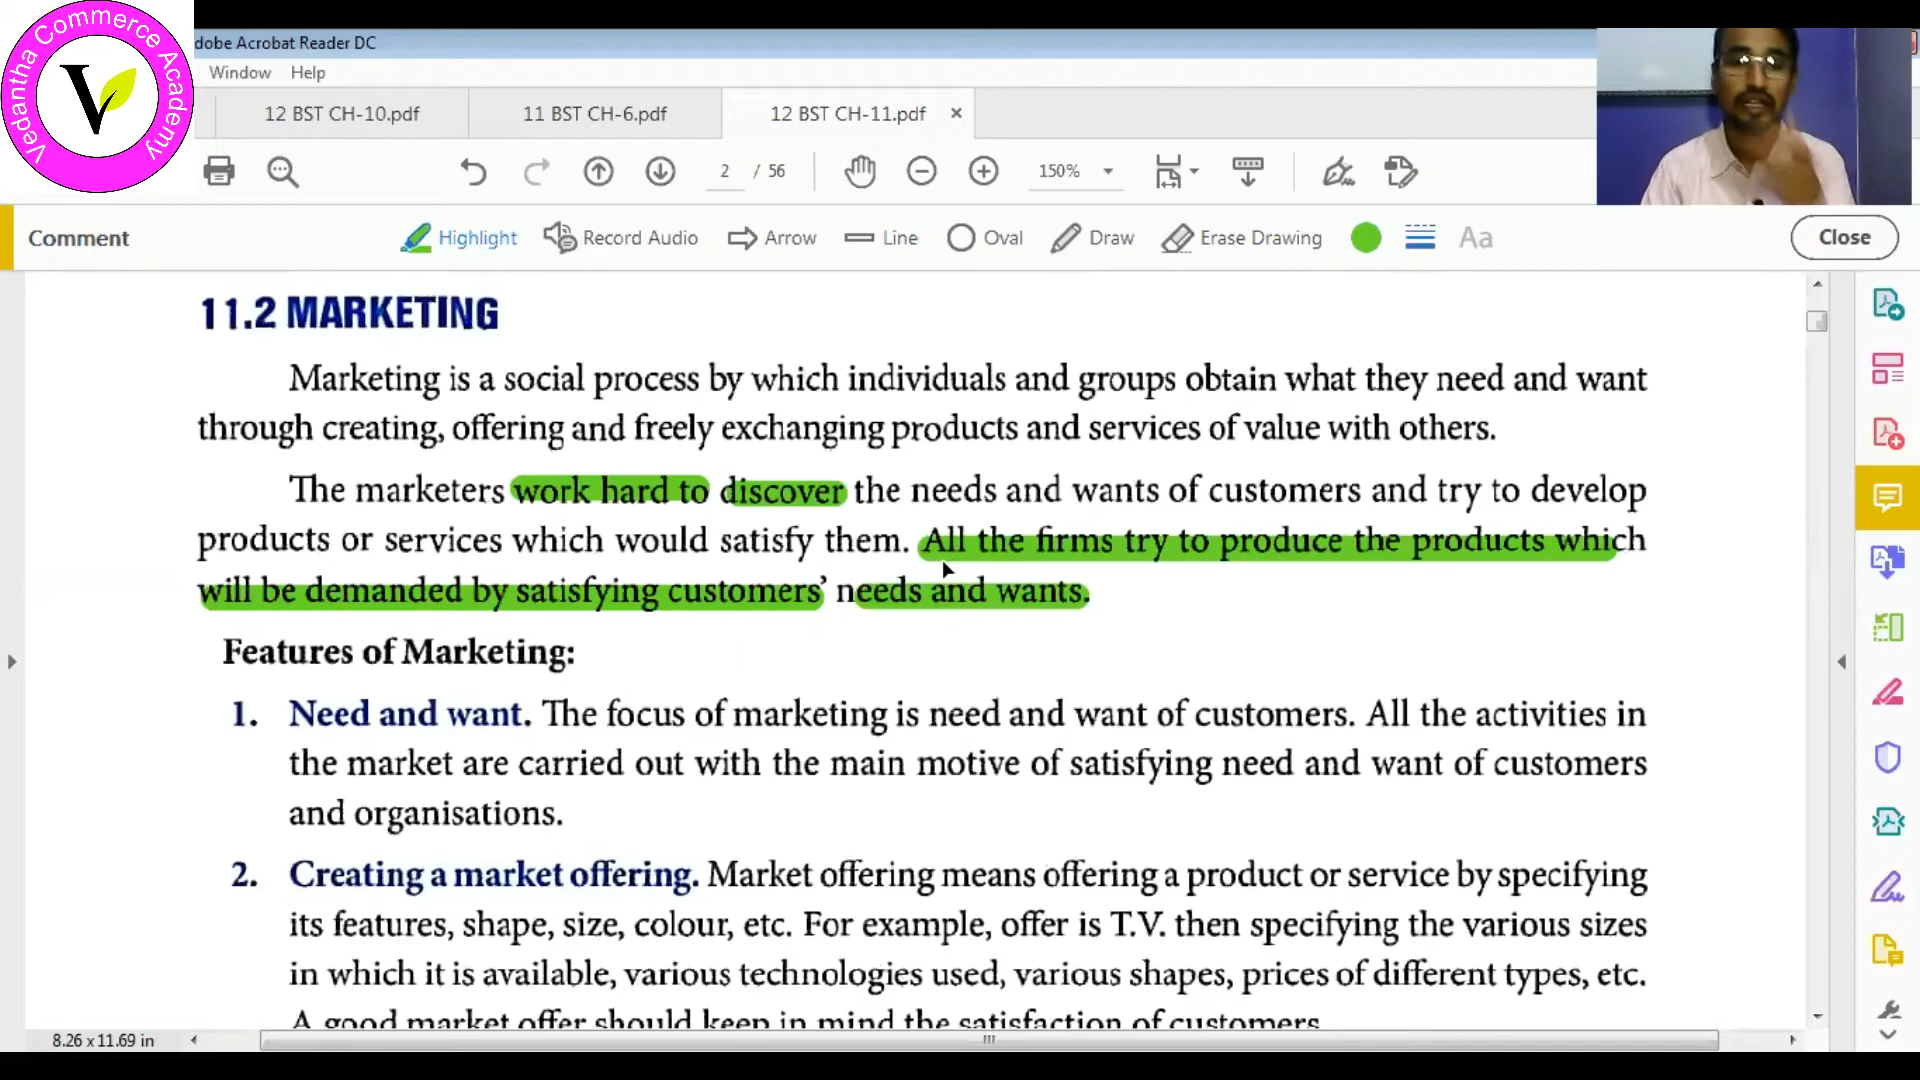 Vedantha Commerce Academy
V
dobe Acrobat Reader DC
Window Help
12 BST CH-10.pdf 11 BST CH-6.pdf 12 BST CH-11.pdf ×
2 / 56 150%
Comment Highlight Record Audio Arrow Line Oval Draw Erase Drawing Aa Close
11.2 MARKETING
Marketing is a social process by which individuals and groups obtain what they need and want
through creating, offering and freely exchanging products and services of value with others.
The marketers work hard to discover the needs and wants of customers and try to develop
products or services which would satisfy them. All the firms try to produce the products which
will be demanded by satisfying customers’ needs and wants.
Features of Marketing:
1. Need and want. The focus of marketing is need and want of customers. All the activities in
the market are carried out with the main motive of satisfying need and want of customers
and organisations.
2. Creating a market offering. Market offering means offering a product or service by specifying
its features, shape, size, colour, etc. For example, offer is T.V. then specifying the various sizes
in which it is available, various technologies used, various shapes, prices of different types, etc.
A good market offer should keep in mind the satisfaction of customers.
8.26 x 11.69 in